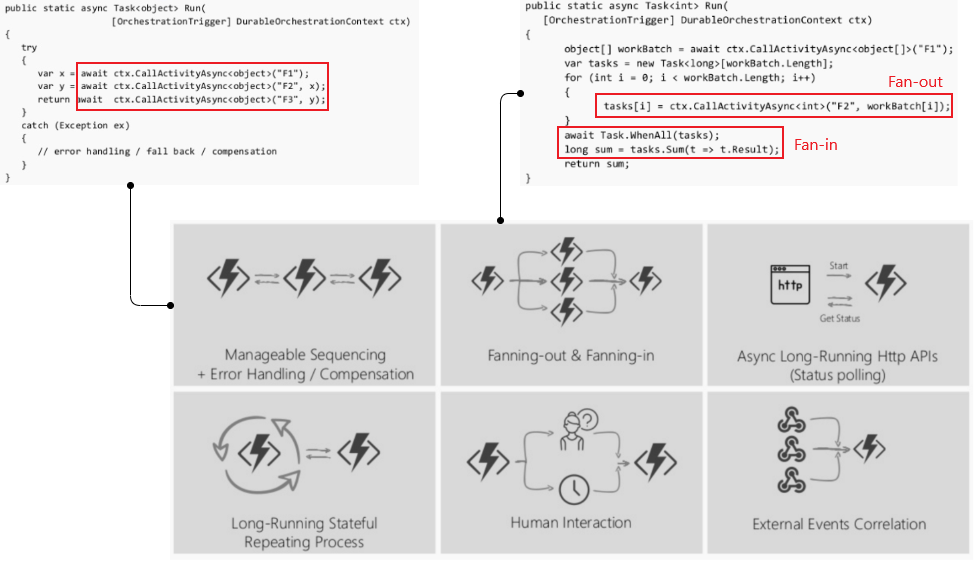 public static async Task<object> Run(
[OrchestrationTrigger] DurableOrchestrationContext ctx)
{
try
{
var x = await ctx.CallActivityAsync<object>("F1");
var y = await ctx.CallActivityAsync<object>("F2", x);
return await ctx.CallActivityAsync<object>("F3", y);
}
catch (Exception ex)
{
// error handling / fall back / compensation
}
}
public static async Task<int> Run(
[OrchestrationTrigger] DurableOrchestrationContext ctx)
{
object[] workBatch = await ctx.CallActivityAsync<object[]>("F1");
var tasks = new Task<long>[workBatch.Length];
for (int i = 0; i < workBatch.Length; i++)
{
Fan-out
tasks[i] = ctx.CallActivityAsync<int>("F2", workBatch[i]);
}
await Task.WhenAll(tasks);
long sum = tasks.Sum(t => t.Result);
Fan-in
return sum;
}
Manageable Sequencing
+ Error Handling / Compensation
Fanning-out & Fanning-in
http
Start
Get Status
Async Long-Running Http APIs
(Status polling)
Long-Running Stateful
Repeating Process
?
Human Interaction
External Events Correlation